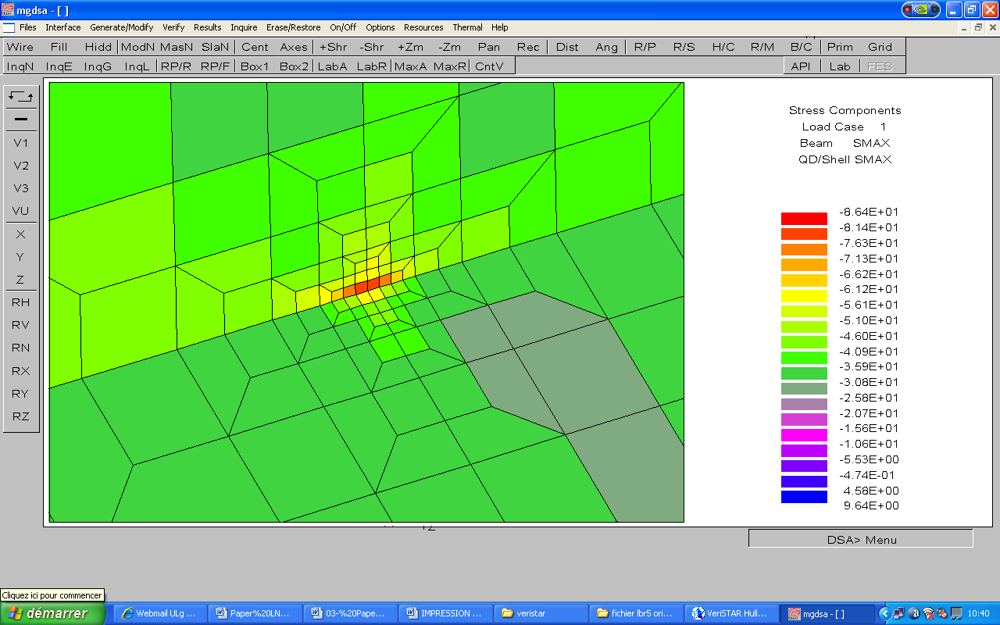 mgdsa - [ ]
Files Interface Generate/Modify Verify Results Inquire Erase/Restore On/Off Options Resources Thermal Help
Wire Fill Hidd ModN MasN SlaN Cent Axes +Shr -Shr +Zm -Zm Pan Rec Dist Ang R/P R/S H/C R/M B/C Prim Grid
InqN InqE InqG InqL RP/R RP/F Box1 Box2 LabA LabR MaxA MaxR CntV API Lab FES
V1
V2
V3
VU
X
Y
Z
RH
RV
RN
RX
RY
RZ
Stress Components
Load Case 1
Beam SMAX
QD/Shell SMAX
-8.64E+01
-8.14E+01
-7.63E+01
-7.13E+01
-6.62E+01
-6.12E+01
-5.61E+01
-5.10E+01
-4.60E+01
-4.09E+01
-3.59E+01
-3.08E+01
-2.58E+01
-2.07E+01
-1.56E+01
-1.06E+01
-5.53E+00
-4.74E-01
4.58E+00
9.64E+00
DSA> Menu
Cliquez ici pour commencer
démarrer Webmail ULg ... Paper%20LN... 03-%20Pape... IMPRESSION ... veristar fichier lbr5 ori... VeriSTAR Hull... mgdsa - [ ] 10:40